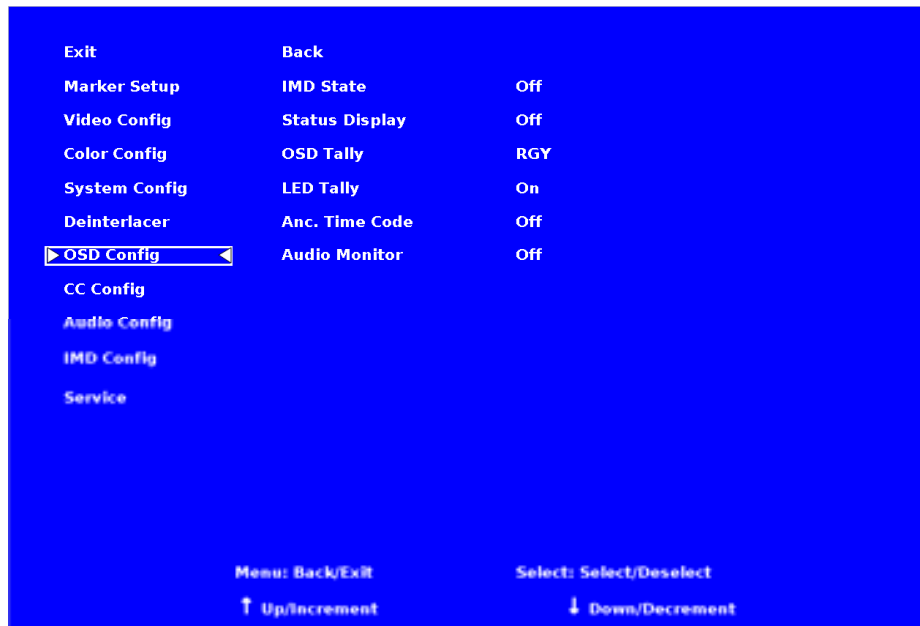 Exit Back
Marker Setup IMD State Off
Video Config Status Display Off
Color Config OSD Tally RGY
System Config LED Tally On
Deinterlacer Anc. Time Code Off
OSD Config Audio Monitor Off
CC Config
Audio Config
IMD Config
Service
Menu: Back/Exit Select: Select/Deselect
↑ Up/Increment ↓ Down/Decrement